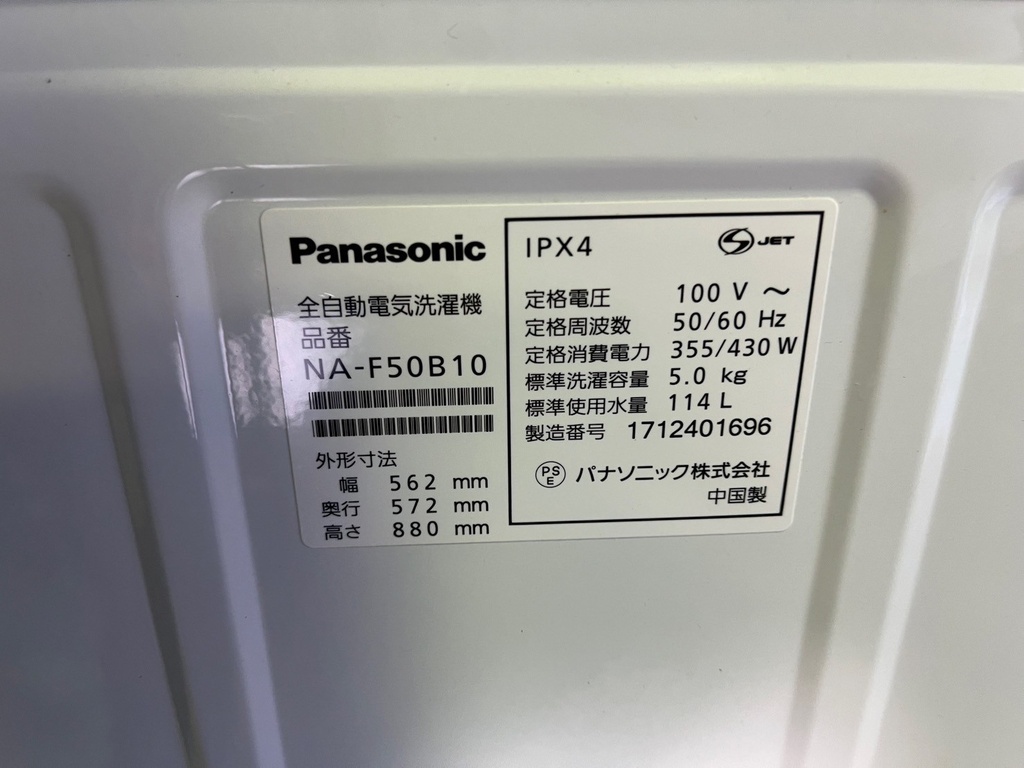 Panasonic
全自動電気洗濯機
品番
NA-F50B10
外形寸法
幅 562 mm
奥行 572 mm
高さ 880 mm
IPX4
JET
定格電圧 100 V ～
定格周波数 50/60 Hz
定格消費電力 355/430 W
標準洗濯容量 5.0 kg
標準使用水量 114 L
製造番号 1712401696
PS
E
パナソニック株式会社
中国製